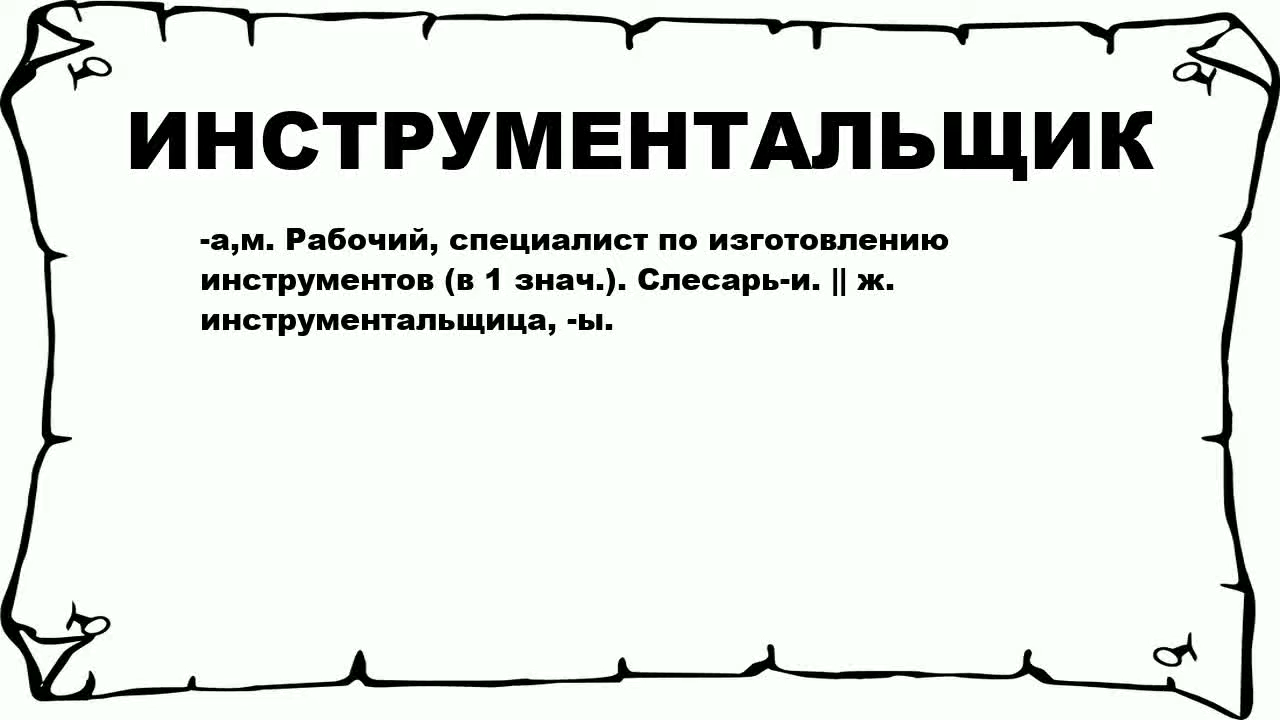 ИНСТРУМЕНТАЛЬЩИК
-а,м. Рабочий, специалист по изготовлению
инструментов (в 1 знач.). Слесарь-и. || ж.
инструментальщица, -ы.